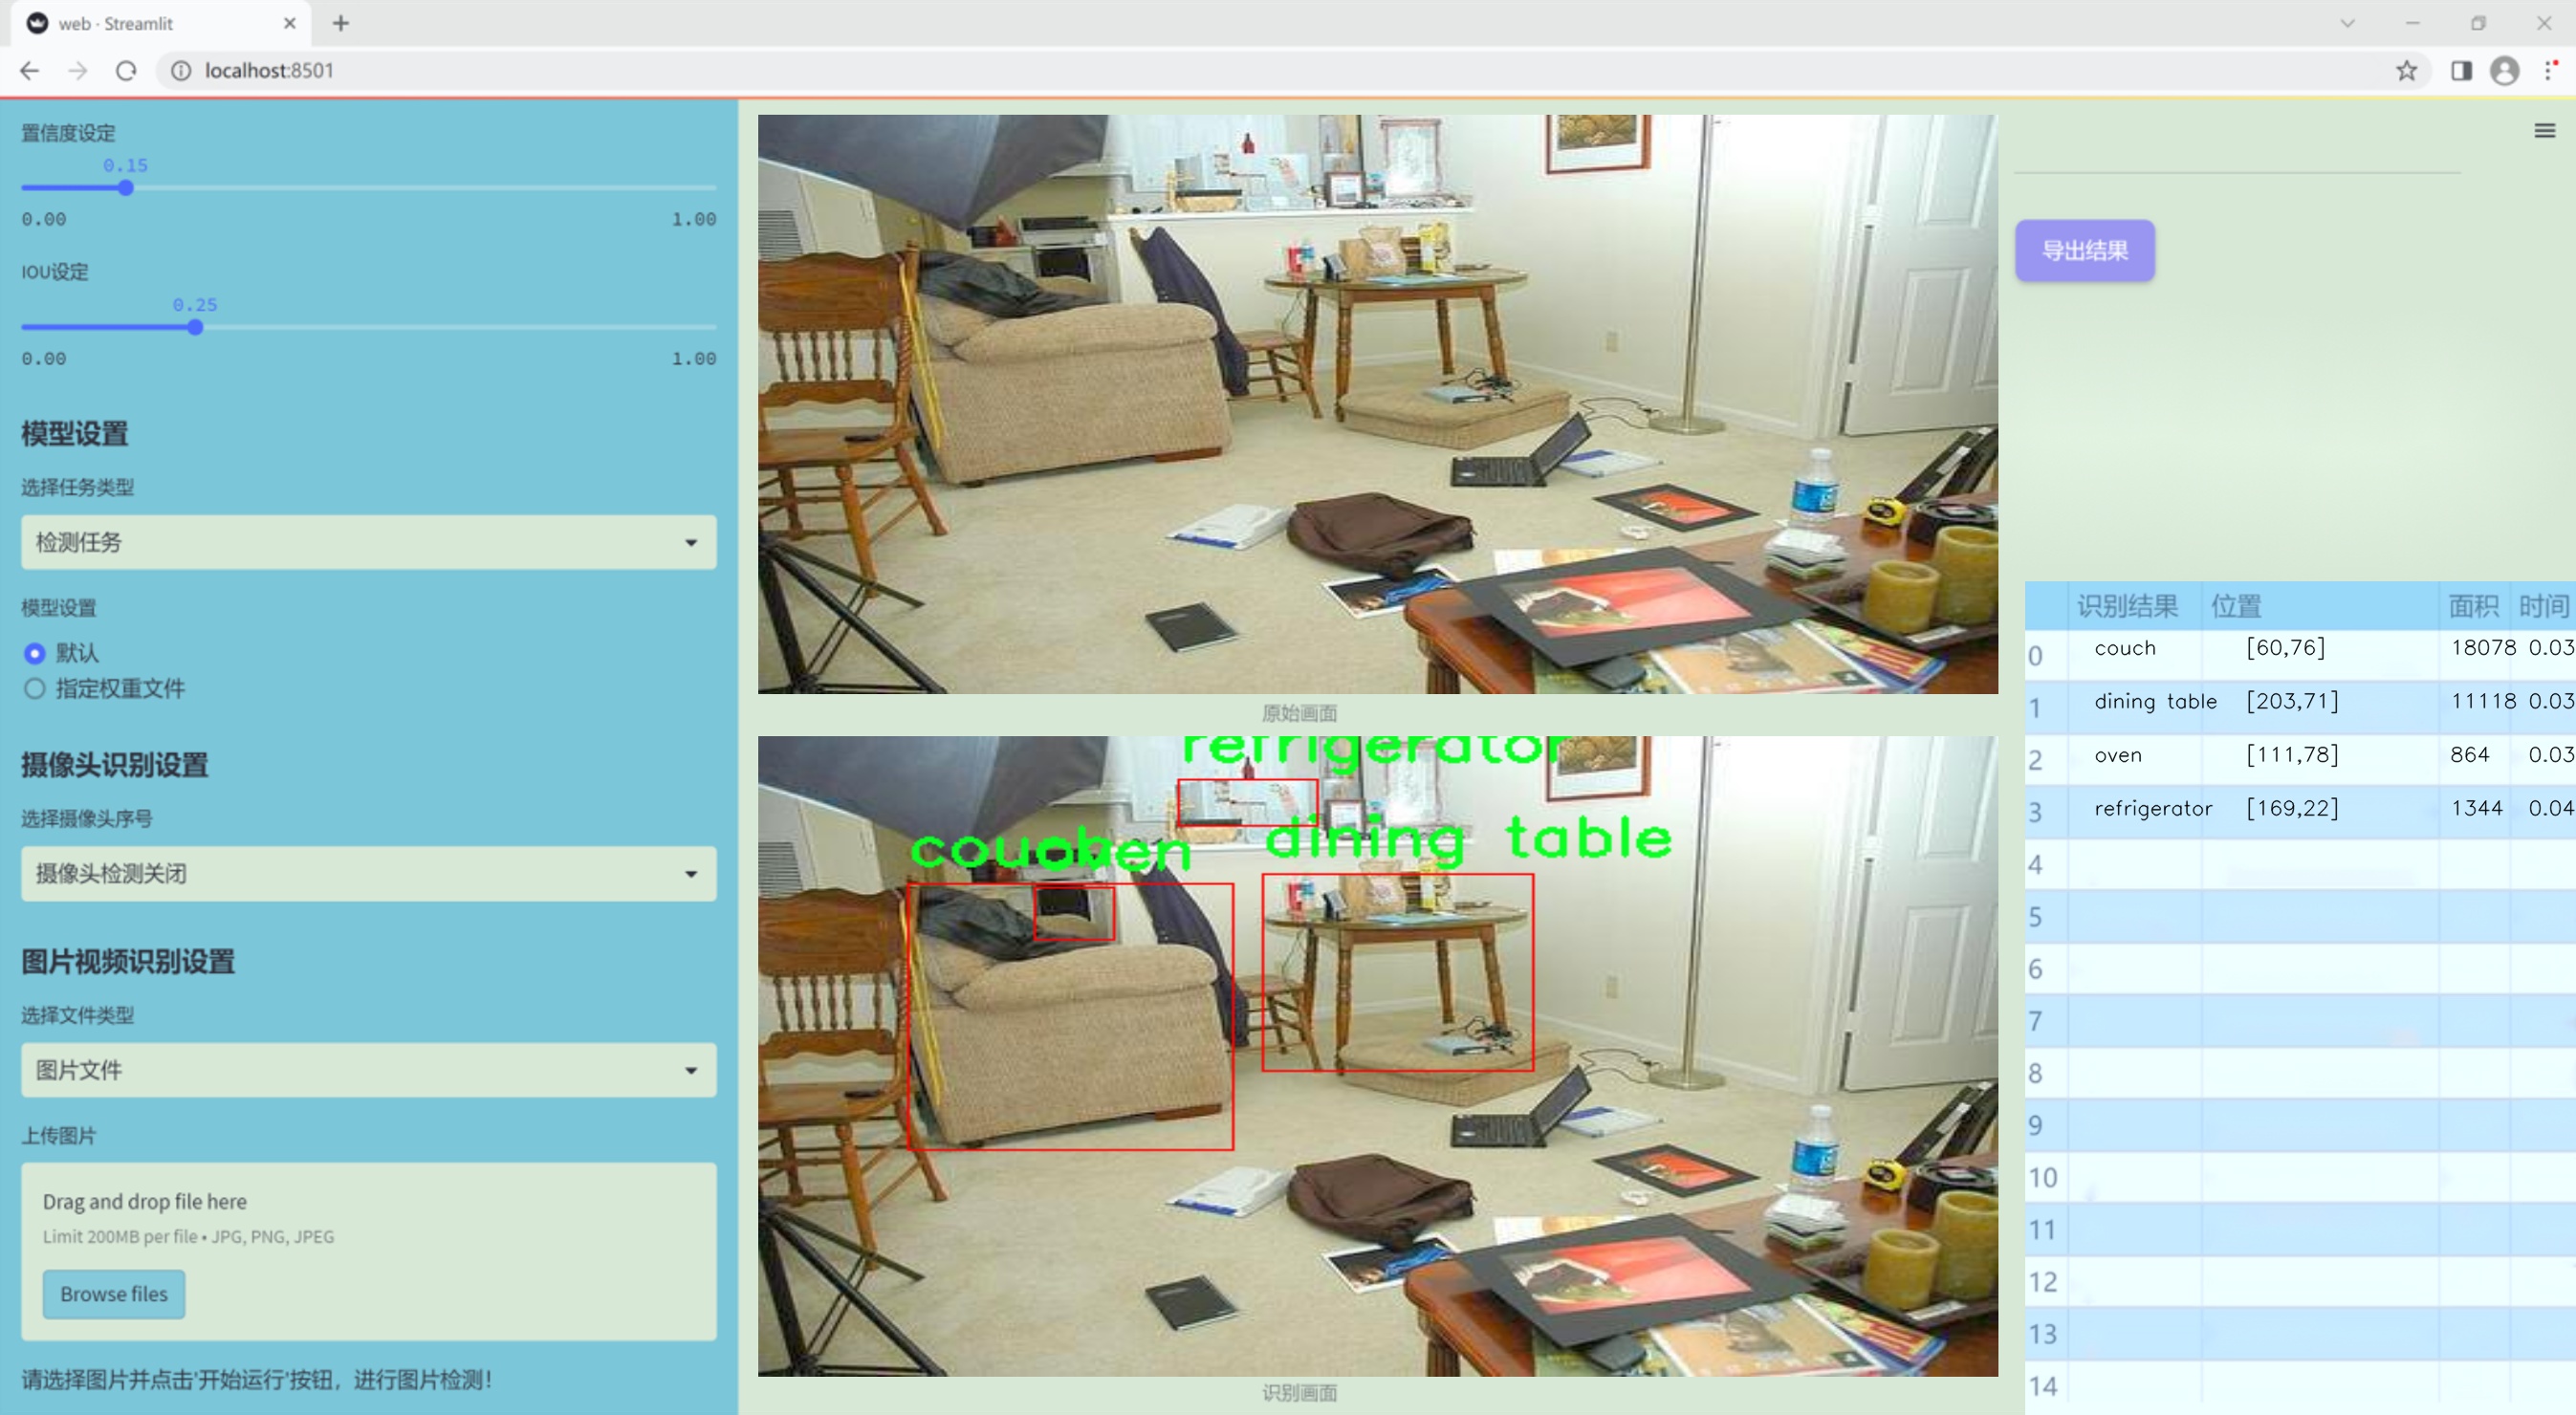 web · Streamlit
localhost:8501
置信度设定
0.15
0.00 1.00
IOU设定
0.25
0.00 1.00
模型设置
选择任务类型
检测任务
模型设置
默认
指定权重文件
摄像头识别设置
选择摄像头序号
摄像头检测关闭
图片视频识别设置
选择文件类型
图片文件
上传图片
Drag and drop file here
Limit 200MB per file • JPG, PNG, JPEG
Browse files
请选择图片并点击'开始运行'按钮，进行图片检测！
原始画面
refrigerator
dining table
识别画面
导出结果
识别结果 位置 面积 时间
0 couch [60,76] 18078 0.03
1 dining table [203,71] 11118 0.03
2 oven [111,78] 864 0.03
3 refrigerator [169,22] 1344 0.04
4
5
6
7
8
9
10
11
12
13
14